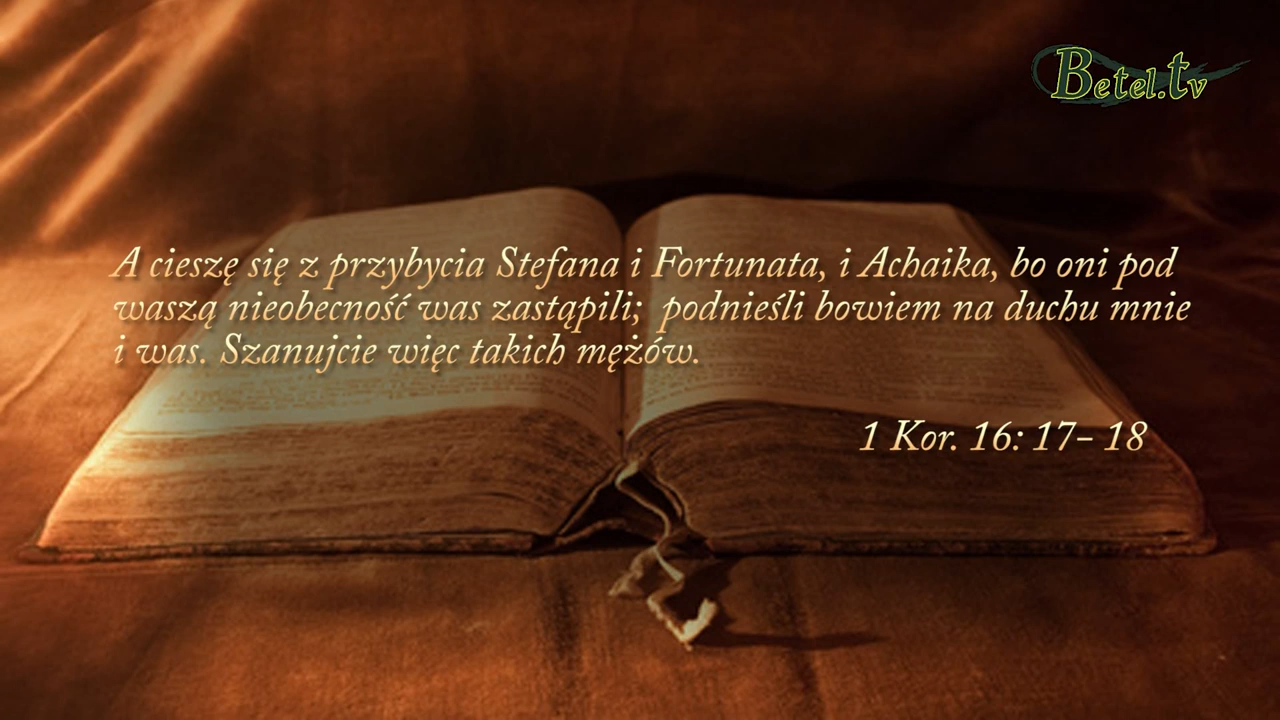 Betel.tv
A cieszę się z przybycia Stefana i Fortunata, i Achaika, bo oni pod
waszą nieobecność was zastąpili;  podnieśli bowiem na duchu mnie
i was. Szanujcie więc takich mężów.
1 Kor. 16: 17– 18